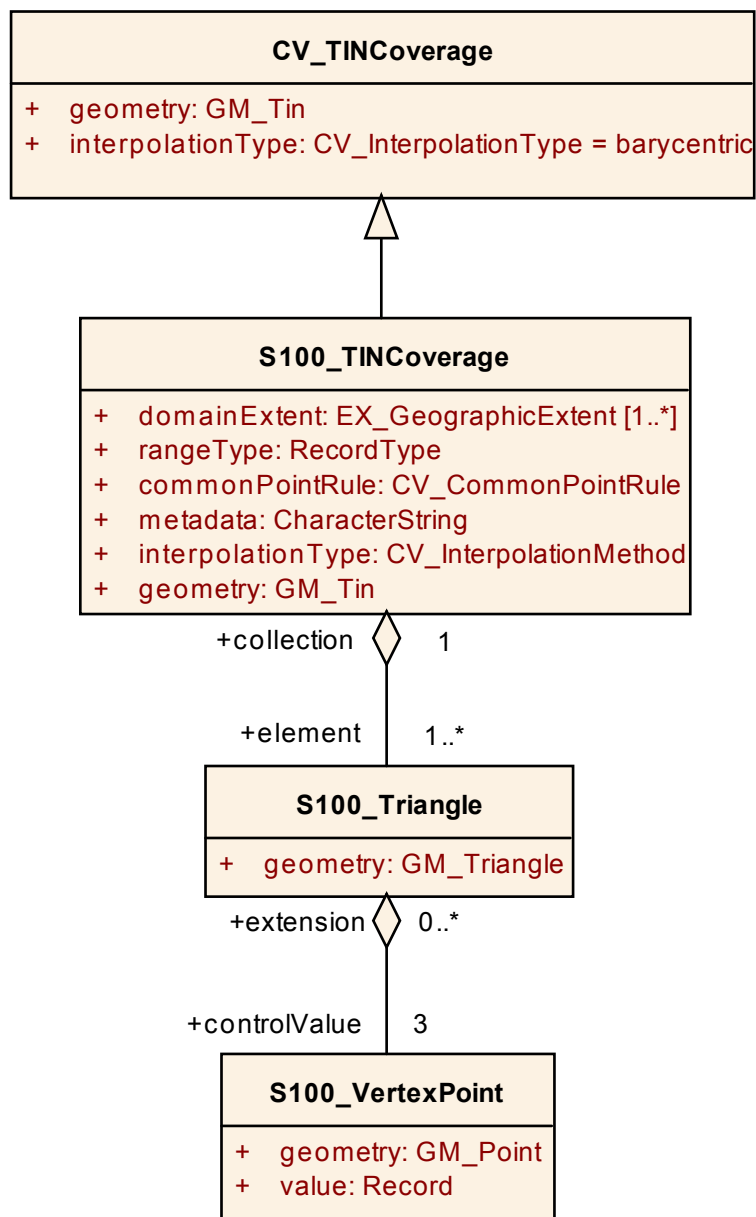 CV_TINCoverage
+ geometry: GM_Tin
+ interpolationType: CV_InterpolationType = barycentric
S100_TINCoverage
+ domainExtent: EX_GeographicExtent [1..*]
+ rangeType: RecordType
+ commonPointRule: CV_CommonPointRule
+ metadata: CharacterString
+ interpolationType: CV_InterpolationMethod
+ geometry: GM_Tin
+collection 1
+element 1..*
S100_Triangle
+ geometry: GM_Triangle
+extension 0..*
+controlValue 3
S100_VertexPoint
+ geometry: GM_Point
+ value: Record